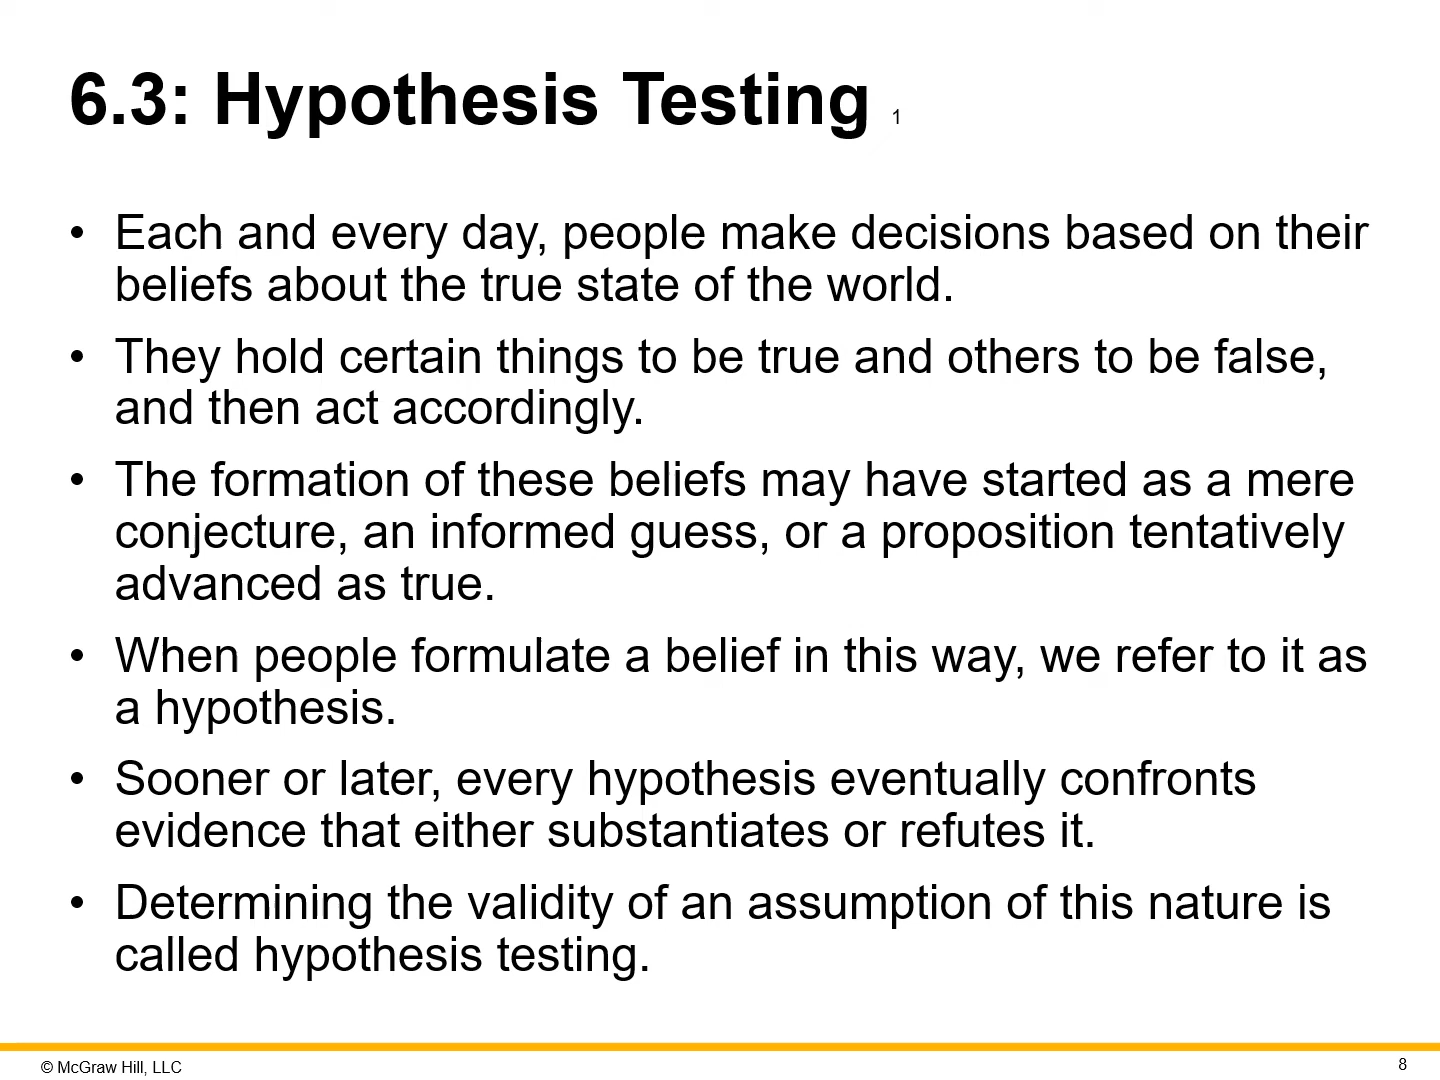 6.3: Hypothesis Testing 1
• Each and every day, people make decisions based on their
beliefs about the true state of the world.
• They hold certain things to be true and others to be false,
and then act accordingly.
• The formation of these beliefs may have started as a mere
conjecture, an informed guess, or a proposition tentatively
advanced as true.
• When people formulate a belief in this way, we refer to it as
a hypothesis.
• Sooner or later, every hypothesis eventually confronts
evidence that either substantiates or refutes it.
• Determining the validity of an assumption of this nature is
called hypothesis testing.
© McGraw Hill, LLC
8